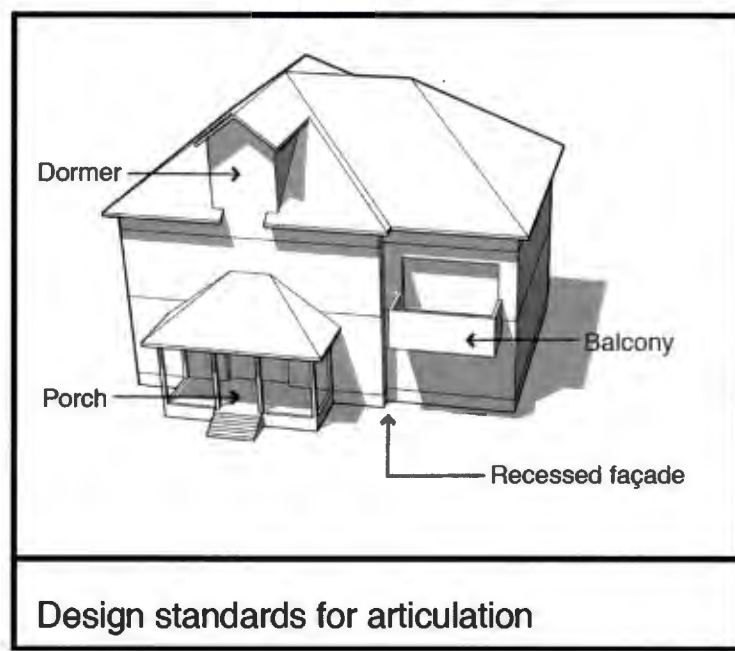 Dormer
Balcony
Porch
Recessed façade
Design standards for articulation